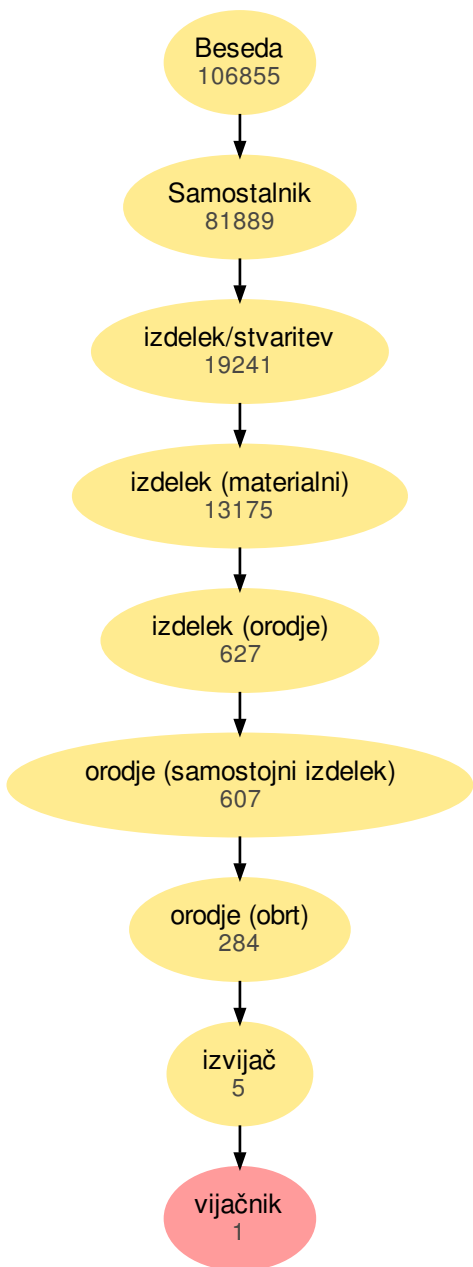 Beseda
106855
Samostalnik
81889
izdelek/stvaritev
19241
izdelek (materialni)
13175
izdelek (orodje)
627
orodje (samostojni izdelek)
607
orodje (obrt)
284
izvijač
5
vijačnik
1